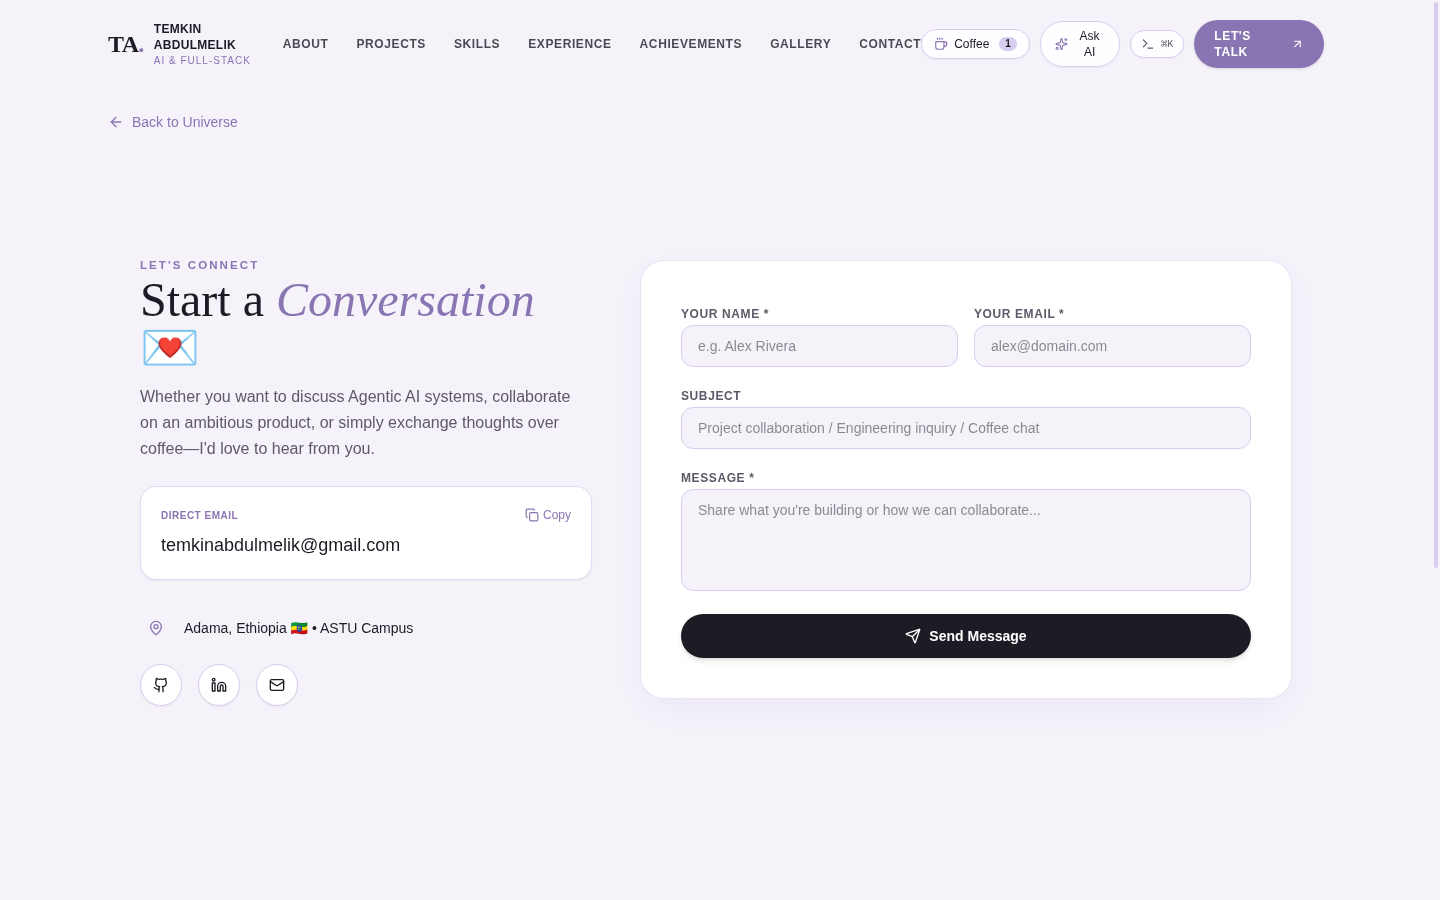 TA.
TEMKIN
ABDULMELIK
AI & FULL-STACK
ABOUT
PROJECTS
SKILLS
EXPERIENCE
ACHIEVEMENTS
GALLERY
CONTACT
Coffee 1
Ask
AI
⌘K
LET'S
TALK
Back to Universe
LET'S CONNECT
Start a Conversation
💌
Whether you want to discuss Agentic AI systems, collaborate
on an ambitious product, or simply exchange thoughts over
coffee—I'd love to hear from you.
DIRECT EMAIL
Copy
temkinabdulmelik@gmail.com
Adama, Ethiopia 🇪🇹 • ASTU Campus
YOUR NAME *
e.g. Alex Rivera
YOUR EMAIL *
alex@domain.com
SUBJECT
Project collaboration / Engineering inquiry / Coffee chat
MESSAGE *
Share what you're building or how we can collaborate...
Send Message